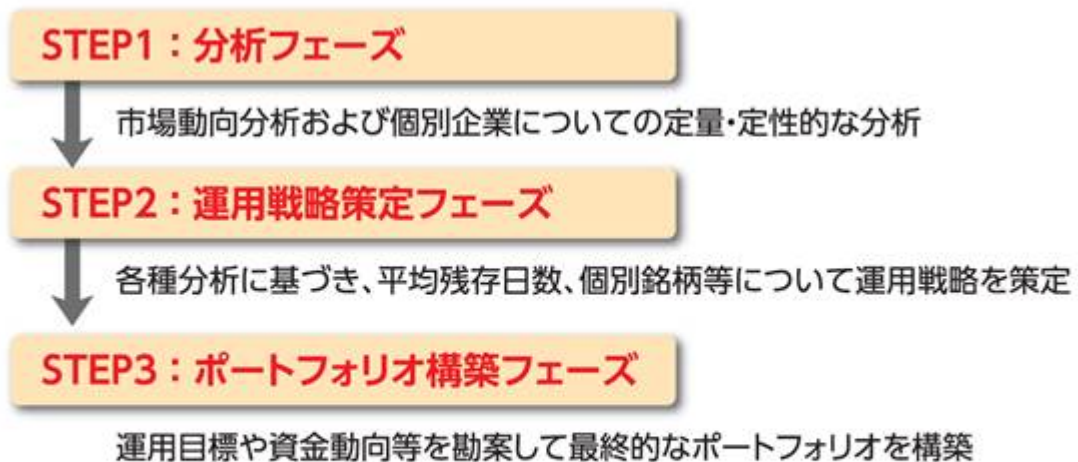 STEP1：分析フェーズ
市場動向分析および個別企業についての定量・定性的な分析
STEP2：運用戦略策定フェーズ
各種分析に基づき、平均残存日数、個別銘柄等について運用戦略を策定
STEP3：ポートフォリオ構築フェーズ
運用目標や資金動向等を勘案して最終的なポートフォリオを構築